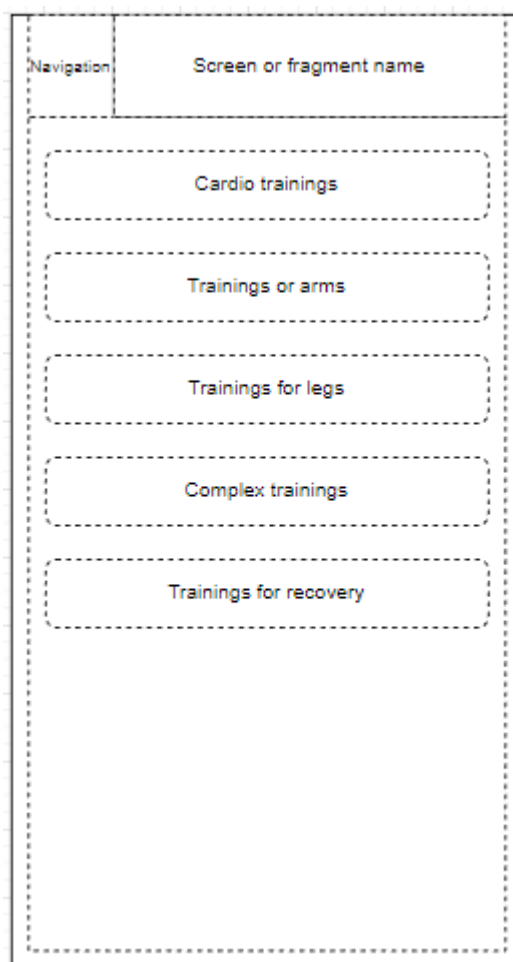 Navigation
Screen or fragment name
Cardio trainings
Trainings or arms
Trainings for legs
Complex trainings
Trainings for recovery